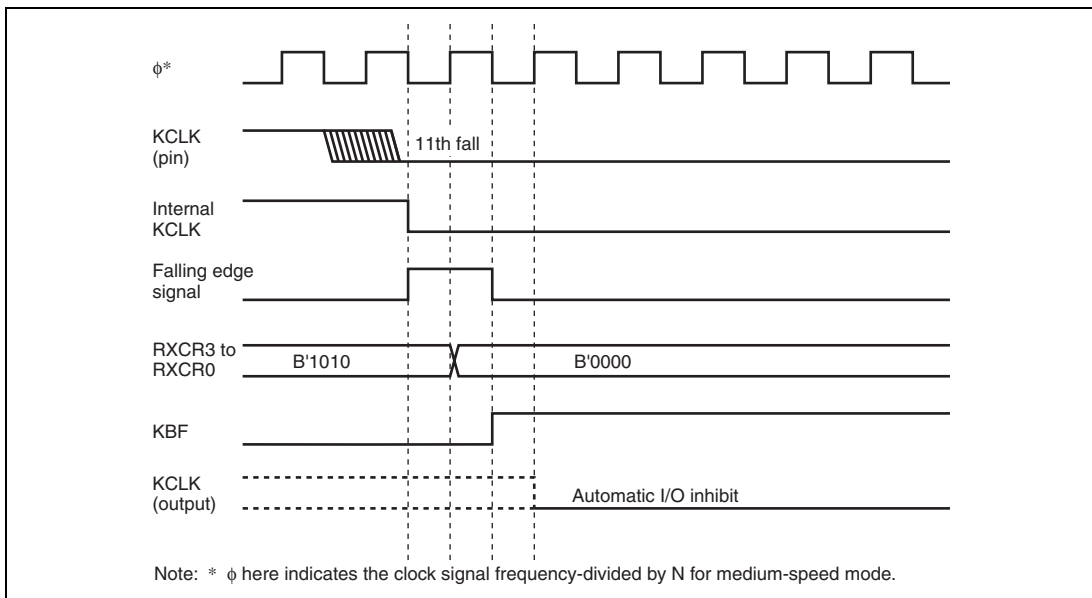 ϕ*
KCLK
(pin)
11th fall
Internal
KCLK
Falling edge
signal
RXCR3 to
RXCR0
B'1010
B'0000
KBF
KCLK
(output)
Automatic I/O inhibit
Note: * ϕ here indicates the clock signal frequency-divided by N for medium-speed mode.